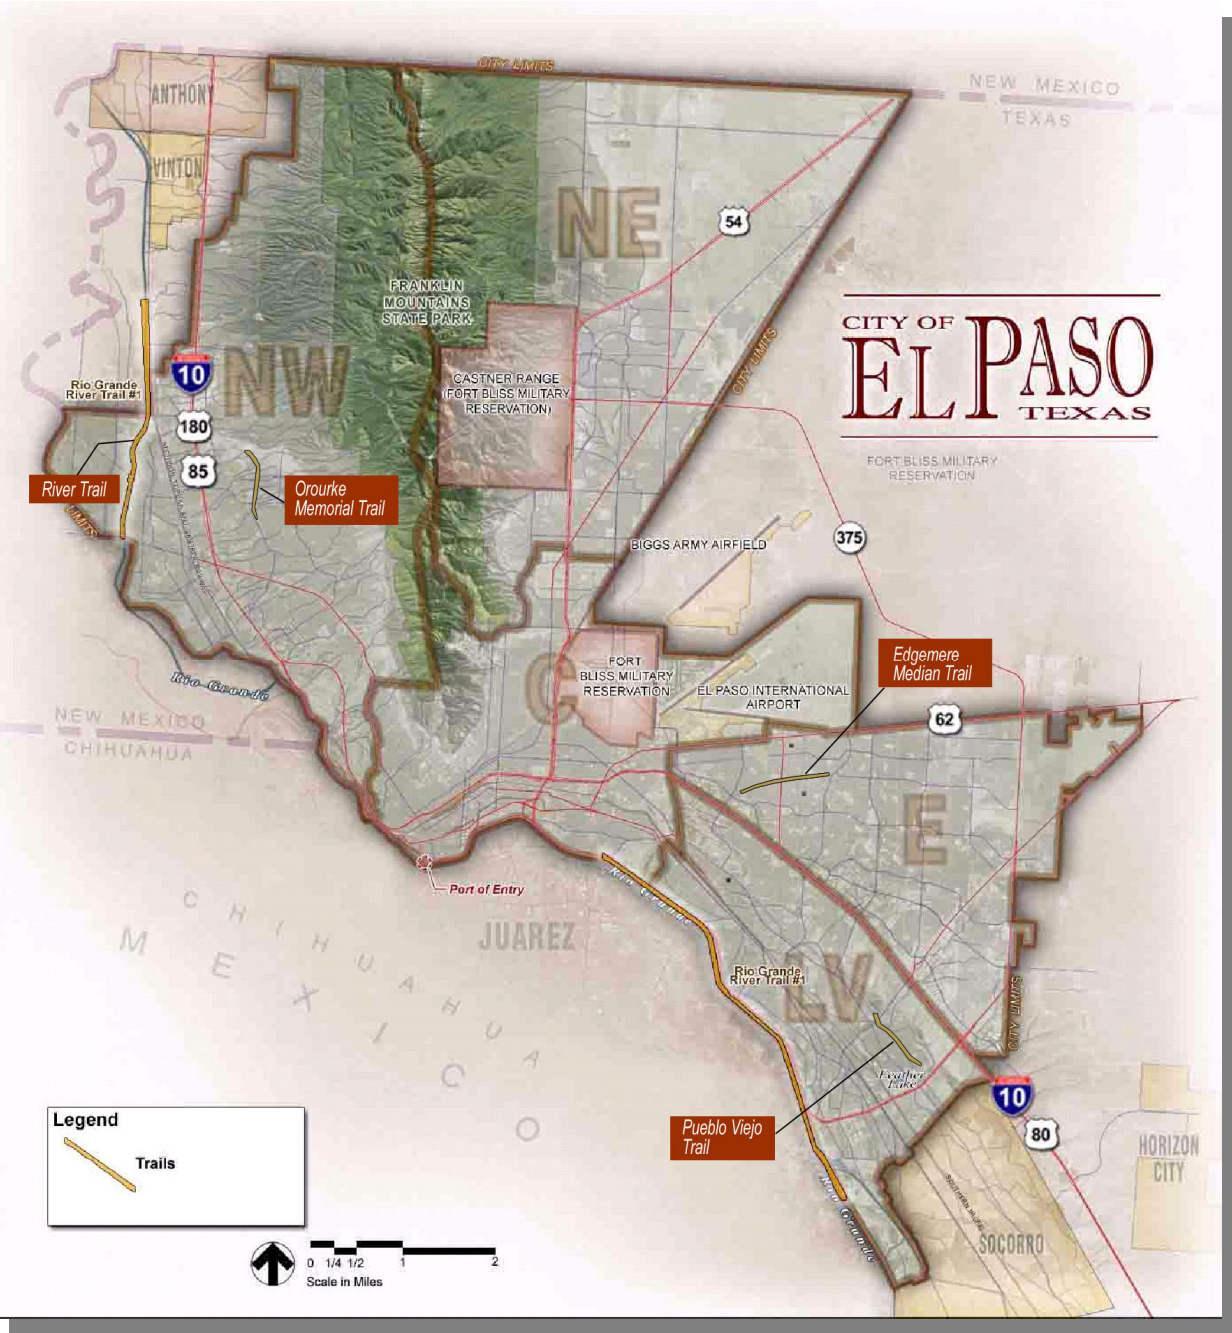 CITY LIMITS
NEW MEXICO
TEXAS
ANTHONY
VINTON
NE
54
FRANKLIN
MOUNTAINS
STATE PARK
CITY OF
EL PASO
TEXAS
CITY LIMITS
NW
10
Rio Grande
River Trail #1
CASTNER RANGE
(FORT BLISS MILITARY
RESERVATION)
180
85
FORT BLISS MILITARY
RESERVATION
River Trail
Orourke
Memorial Trail
LIMITS
BIGGS ARMY AIRFIELD
375
Edgemere
Median Trail
FORT
BLISS MILITARY
RESERVATION
C
EL PASO INTERNATIONAL
AIRPORT
Rio Grande
62
NEW MEXICO
CHIHUAHUA
E
Port of Entry
Rio Grande
JUAREZ
CHIHUAHUA
MEXICO
Rio Grande
River Trail #1
LV
CITY LIMITS
Feather
Lake
10
80
Pueblo Viejo
Trail
HORIZON
CITY
Legend
Trails
Rio Grande
SOCORRO
0 1/4 1/2 1 2
Scale in Miles